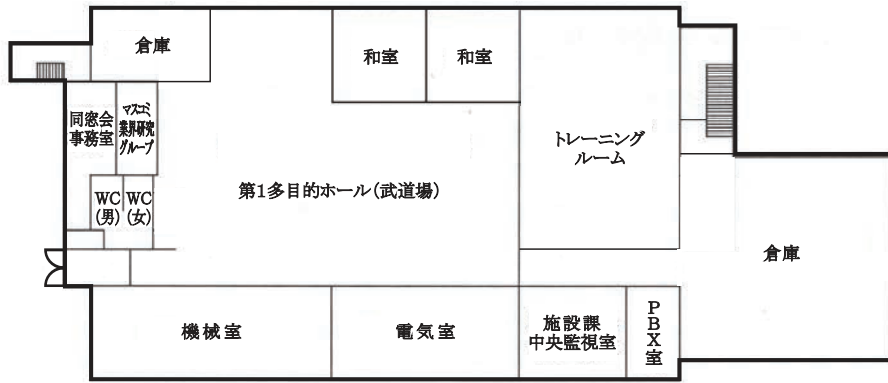 倉庫
和室
和室
同窓会
事務室
マスコミ
業界研究
グループ
トレーニング
ルーム
第1多目的ホール(武道場)
WC
(男)
WC
(女)
倉庫
機械室
電気室
施設課
中央監視室
PBX室